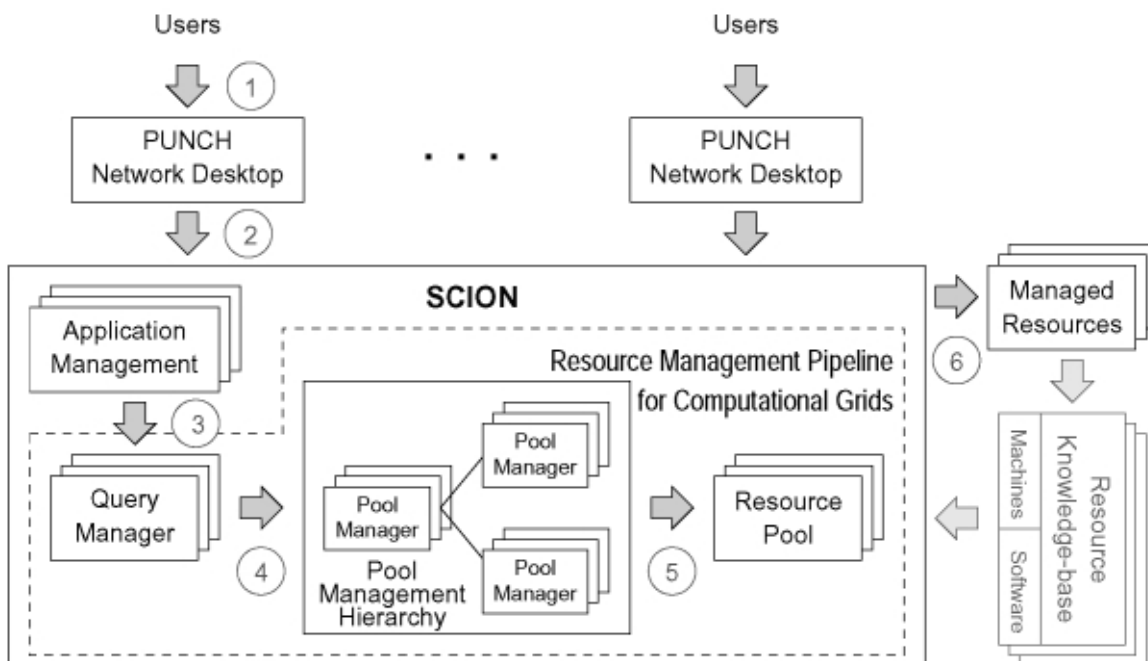 Users
Users
1
PUNCH
Network Desktop
. . .
PUNCH
Network Desktop
2
SCION
Managed
Resources
Application
Management
Resource Management Pipeline
for Computational Grids
6
3
Pool
Manager
Query
Manager
Pool
Manager
Resource
Pool
Pool
Manager
4
Pool
Management
Hierarchy
5
Machines
Software
Resource
Knowledge-base